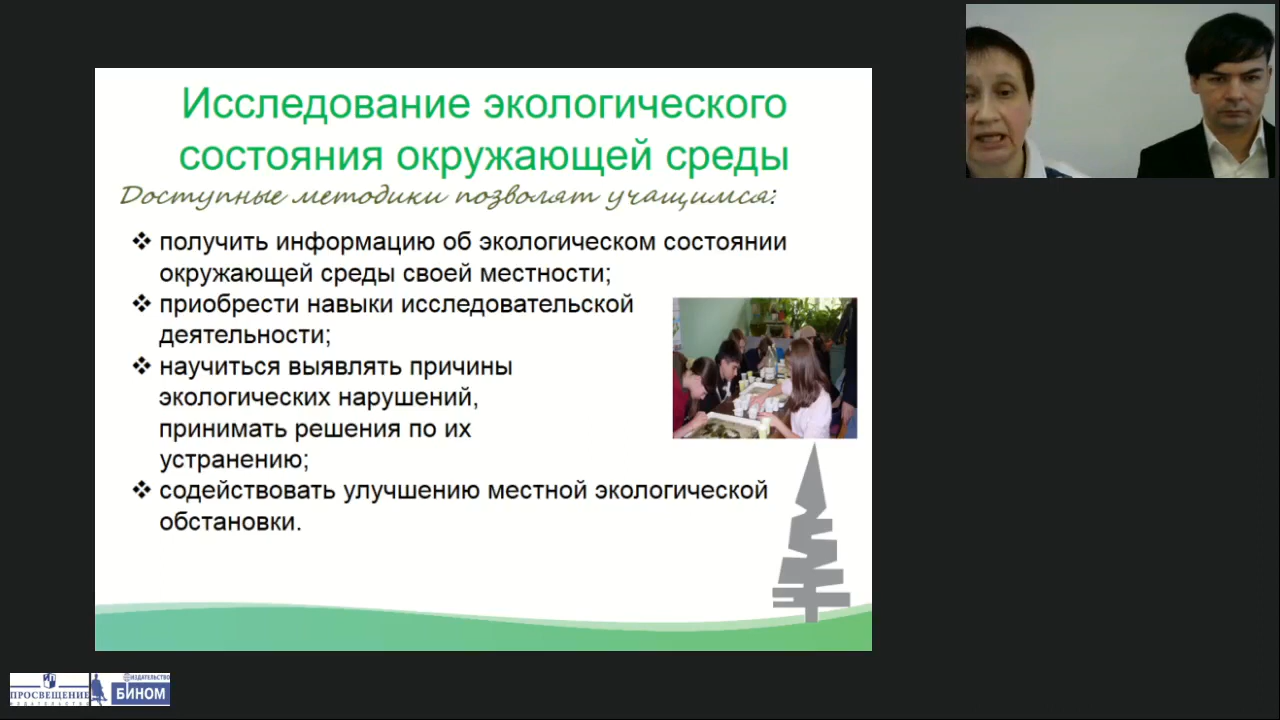 Исследование экологического
состояния окружающей среды
Доступные методики позволят учащимся:
❖ получить информацию об экологическом состоянии
окружающей среды своей местности;
❖ приобрести навыки исследовательской
деятельности;
❖ научиться выявлять причины
экологических нарушений,
принимать решения по их
устранению;
❖ содействовать улучшению местной экологической
обстановки.
ПРОСВЕЩЕНИЕ
ИЗДАТЕЛЬСТВО
ИЗДАТЕЛЬСТВО
БИНОМ